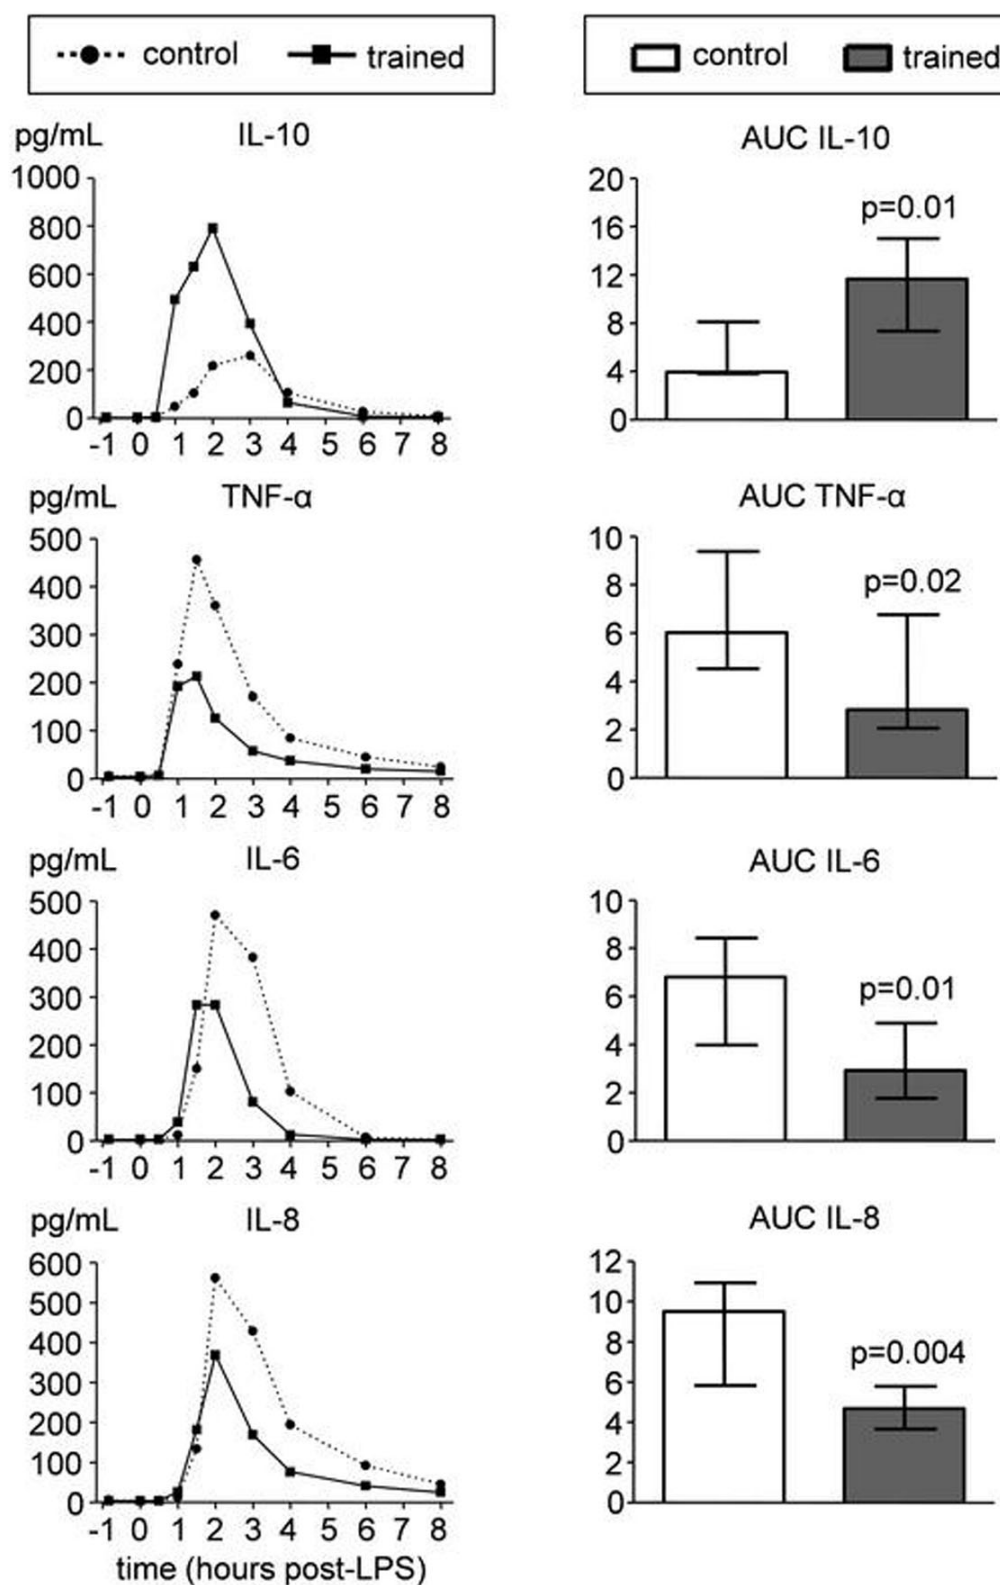 control trained
control trained
pg/mL IL-10
1000
800
600
400
200
0
-1 0 1 2 3 4 5 6 7 8
AUC IL-10
20
16
12
8
4
0
p=0.01
pg/mL TNF-α
500
400
300
200
100
0
-1 0 1 2 3 4 5 6 7 8
AUC TNF-α
10
8
6
4
2
0
p=0.02
pg/mL IL-6
500
400
300
200
100
0
-1 0 1 2 3 4 5 6 7 8
AUC IL-6
10
8
6
4
2
0
p=0.01
pg/mL IL-8
600
500
400
300
200
100
0
-1 0 1 2 3 4 5 6 7 8
time (hours post-LPS)
AUC IL-8
12
10
8
6
4
2
0
p=0.004